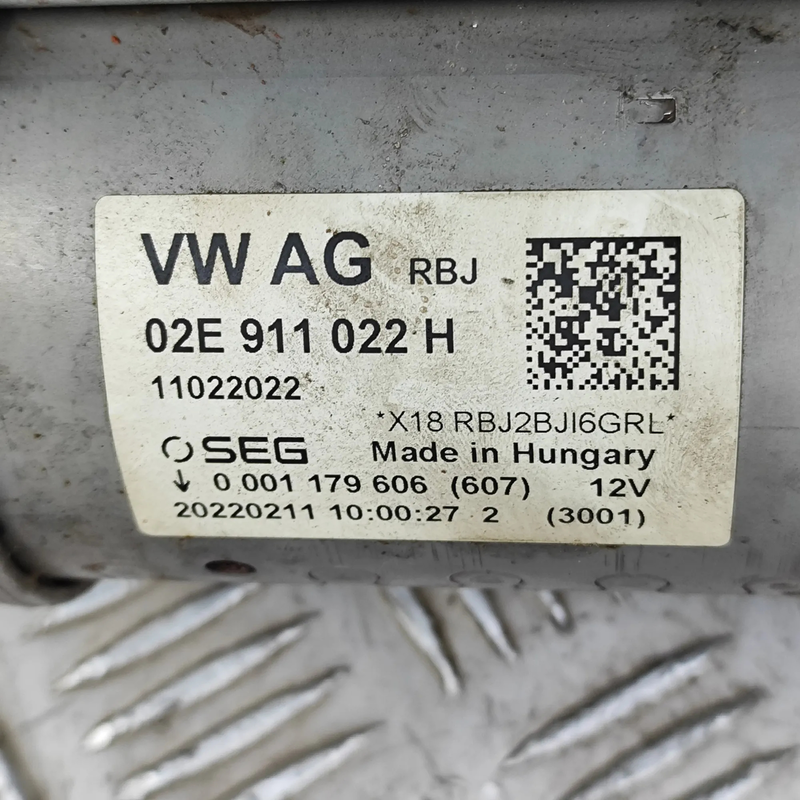 VW AG RBJ
02E 911 022 H
11022022
*X18 RBJ2BJI6GRL*
SEG Made in Hungary
↓ 0 001 179 606 (607) 12V
20220211 10:00:27 2 (3001)